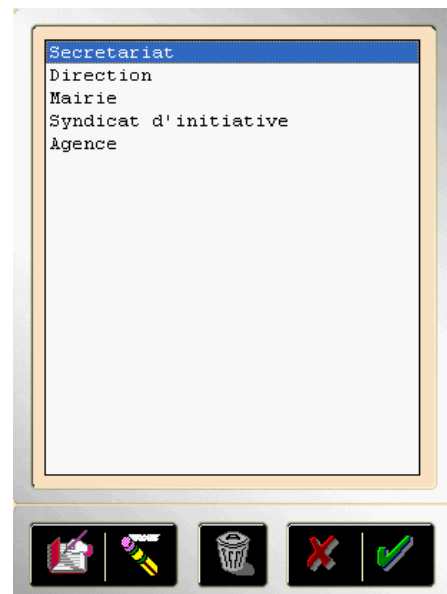 Secretariat
Direction
Mairie
Syndicat d'initiative
Agence